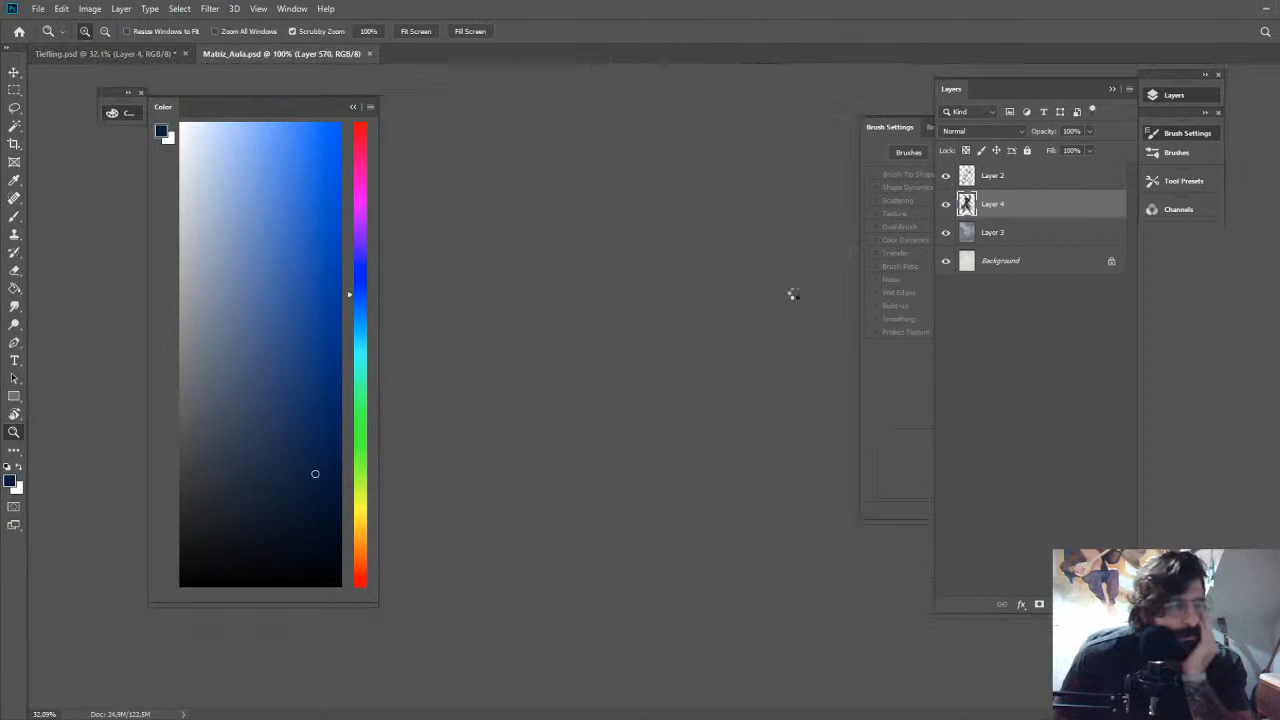 Ps File Edit Image Layer Type Select Filter 3D View Window Help
Resize Windows to Fit Zoom All Windows Scrubby Zoom 100% Fit Screen Fill Screen
Tiefling.psd @ 32,1% (Layer 4, RGB/8) * × Matriz_Aula.psd @ 100% (Layer 570, RGB/8) ×
C...
Color
Layers
Kind
Normal Opacity: 100%
Lock: Fill: 100%
Layer 2
Layer 4
Layer 3
Background
Layers
Brush Settings
Brushes
Tool Presets
Channels
Brush Settings
Brushes
Brush Tip Shape
Shape Dynamics
Scattering
Texture
Dual Brush
Color Dynamics
Transfer
Brush Pose
Noise
Wet Edges
Build-up
Smoothing
Protect Texture
fx
32.09% Doc: 24,9M/122,5M